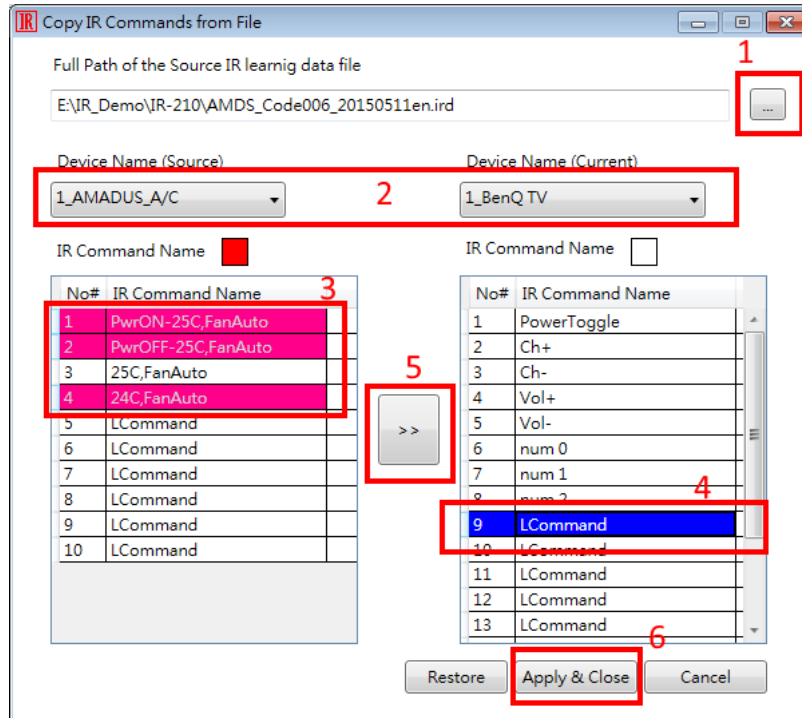 IR Copy IR Commands from File
1
Full Path of the Source IR learnig data file
E:\IR_Demo\IR-210\AMDS_Code006_20150511en.ird ...
Device Name (Source) Device Name (Current)
1_AMADUS_A/C 2 1_BenQ TV
IR Command Name IR Command Name
No# IR Command Name 3
1 PwrON-25C,FanAuto
2 PwrOFF-25C,FanAuto
3 25C,FanAuto
4 24C,FanAuto
5 LCommand
6 LCommand
7 LCommand
8 LCommand
9 LCommand
10 LCommand
5
>>
No# IR Command Name
1 PowerToggle
2 Ch+
3 Ch-
4 Vol+
5 Vol-
6 num 0
7 num 1
8 num 2
4
9 LCommand
10 LCommand
11 LCommand
12 LCommand
13 LCommand
6
Restore Apply & Close Cancel